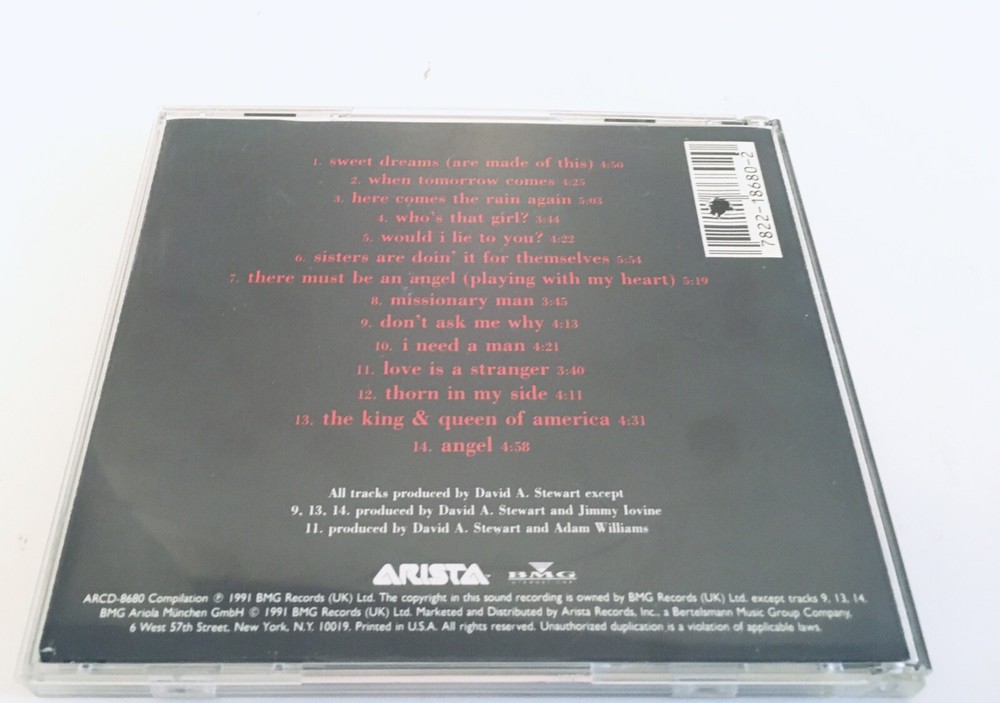 1. sweet dreams (are made of this) 4:50
2. when tomorrow comes 4:25
3. here comes the rain again 5:03
4. who's that girl? 3:44
5. would i lie to you? 4:22
6. sisters are doin' it for themselves 5:54
7. there must be an angel (playing with my heart) 5:19
8. missionary man 3:45
9. don't ask me why 4:13
10. i need a man 4:21
11. love is a stranger 3:40
12. thorn in my side 4:11
13. the king & queen of america 4:31
14. angel 4:58
7822-18680-2
All tracks produced by David A. Stewart except
9, 13, 14. produced by David A. Stewart and Jimmy Iovine
11. produced by David A. Stewart and Adam Williams
ARISTA
BMG
ARCD-8680 Compilation ℗ 1991 BMG Records (UK) Ltd. The copyright in this sound recording is owned by BMG Records (UK) Ltd. except tracks 9, 13, 14.
BMG Ariola München GmbH © 1991 BMG Records (UK) Ltd. Marketed and Distributed by Arista Records, Inc., a Bertelsmann Music Group Company,
6 West 57th Street, New York, N.Y. 10019. Printed in U.S.A. All rights reserved. Unauthorized duplication is a violation of applicable laws.